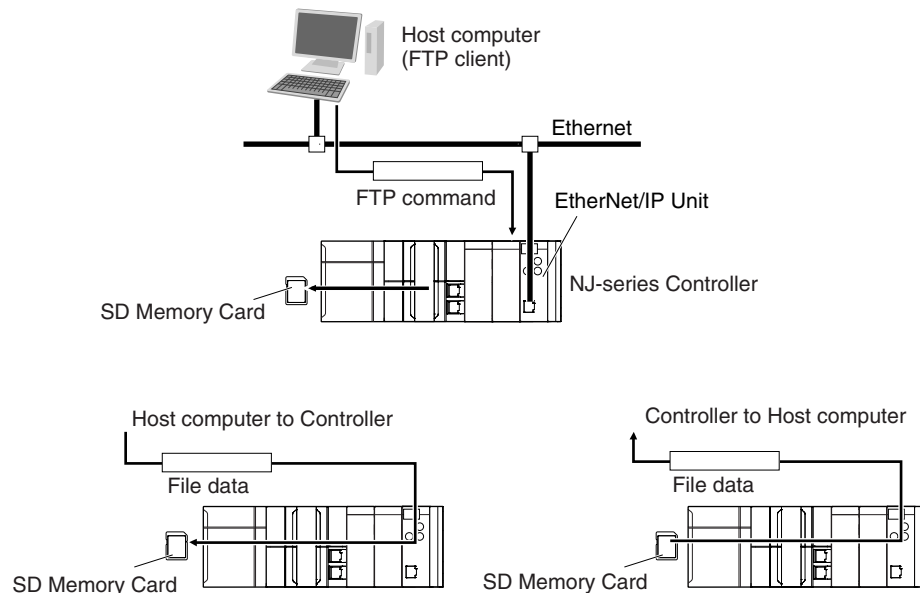 Host computer
(FTP client)
Ethernet
FTP command
EtherNet/IP Unit
NJ-series Controller
SD Memory Card
Host computer to Controller
File data
SD Memory Card
Controller to Host computer
File data
SD Memory Card